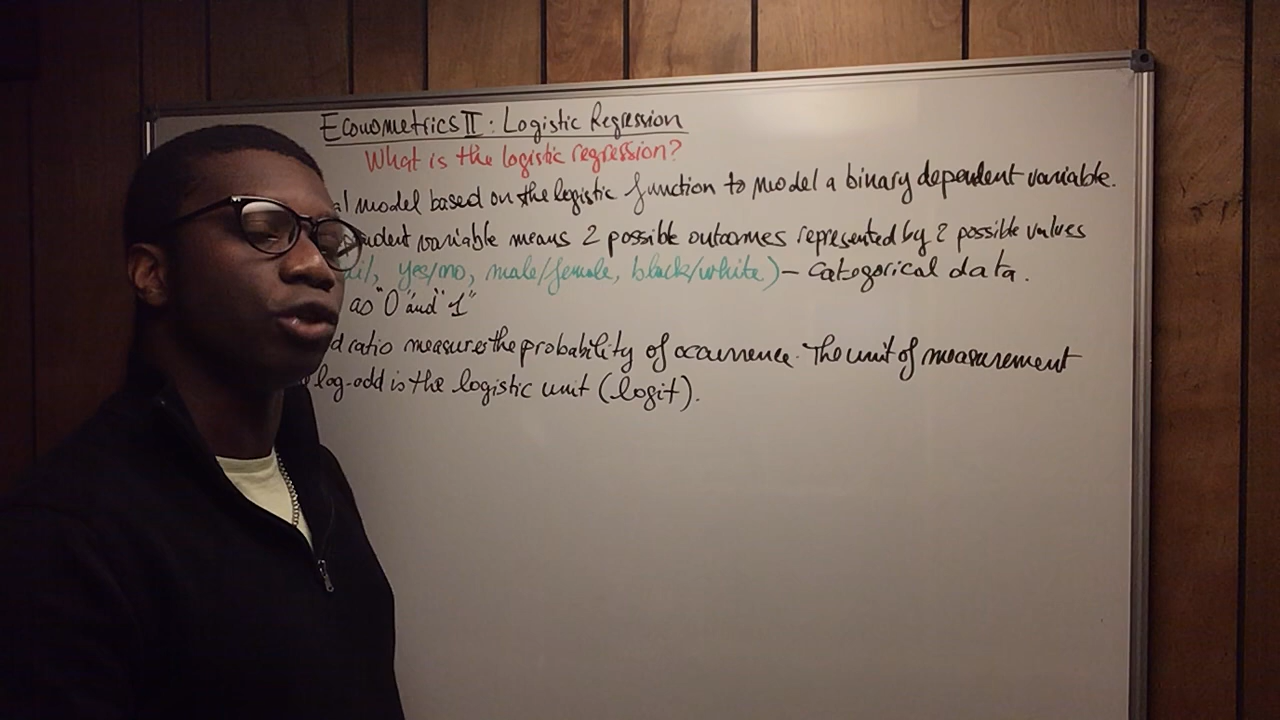 Econometrics II : Logistic Regression
What is the logistic regression?
al model based on the logistic function to model a binary dependent variable.
ndent variable means 2 possible outcomes represented by 2 possible values
ail, yes/no, male/female, black/white) – Categorical data.
as "0" and "1"
d ratio measures the probability of occurrence. The unit of measurement
log-odd is the logistic unit (logit).